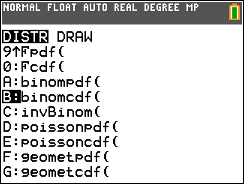 NORMAL FLOAT AUTO REAL DEGREE MP
DISTR DRAW
9↑Fpdf(
0:Fcdf(
A:binompdf(
B:binomcdf(
C:invBinom(
D:poissonpdf(
E:poissoncdf(
F:geometpdf(
G:geometcdf(